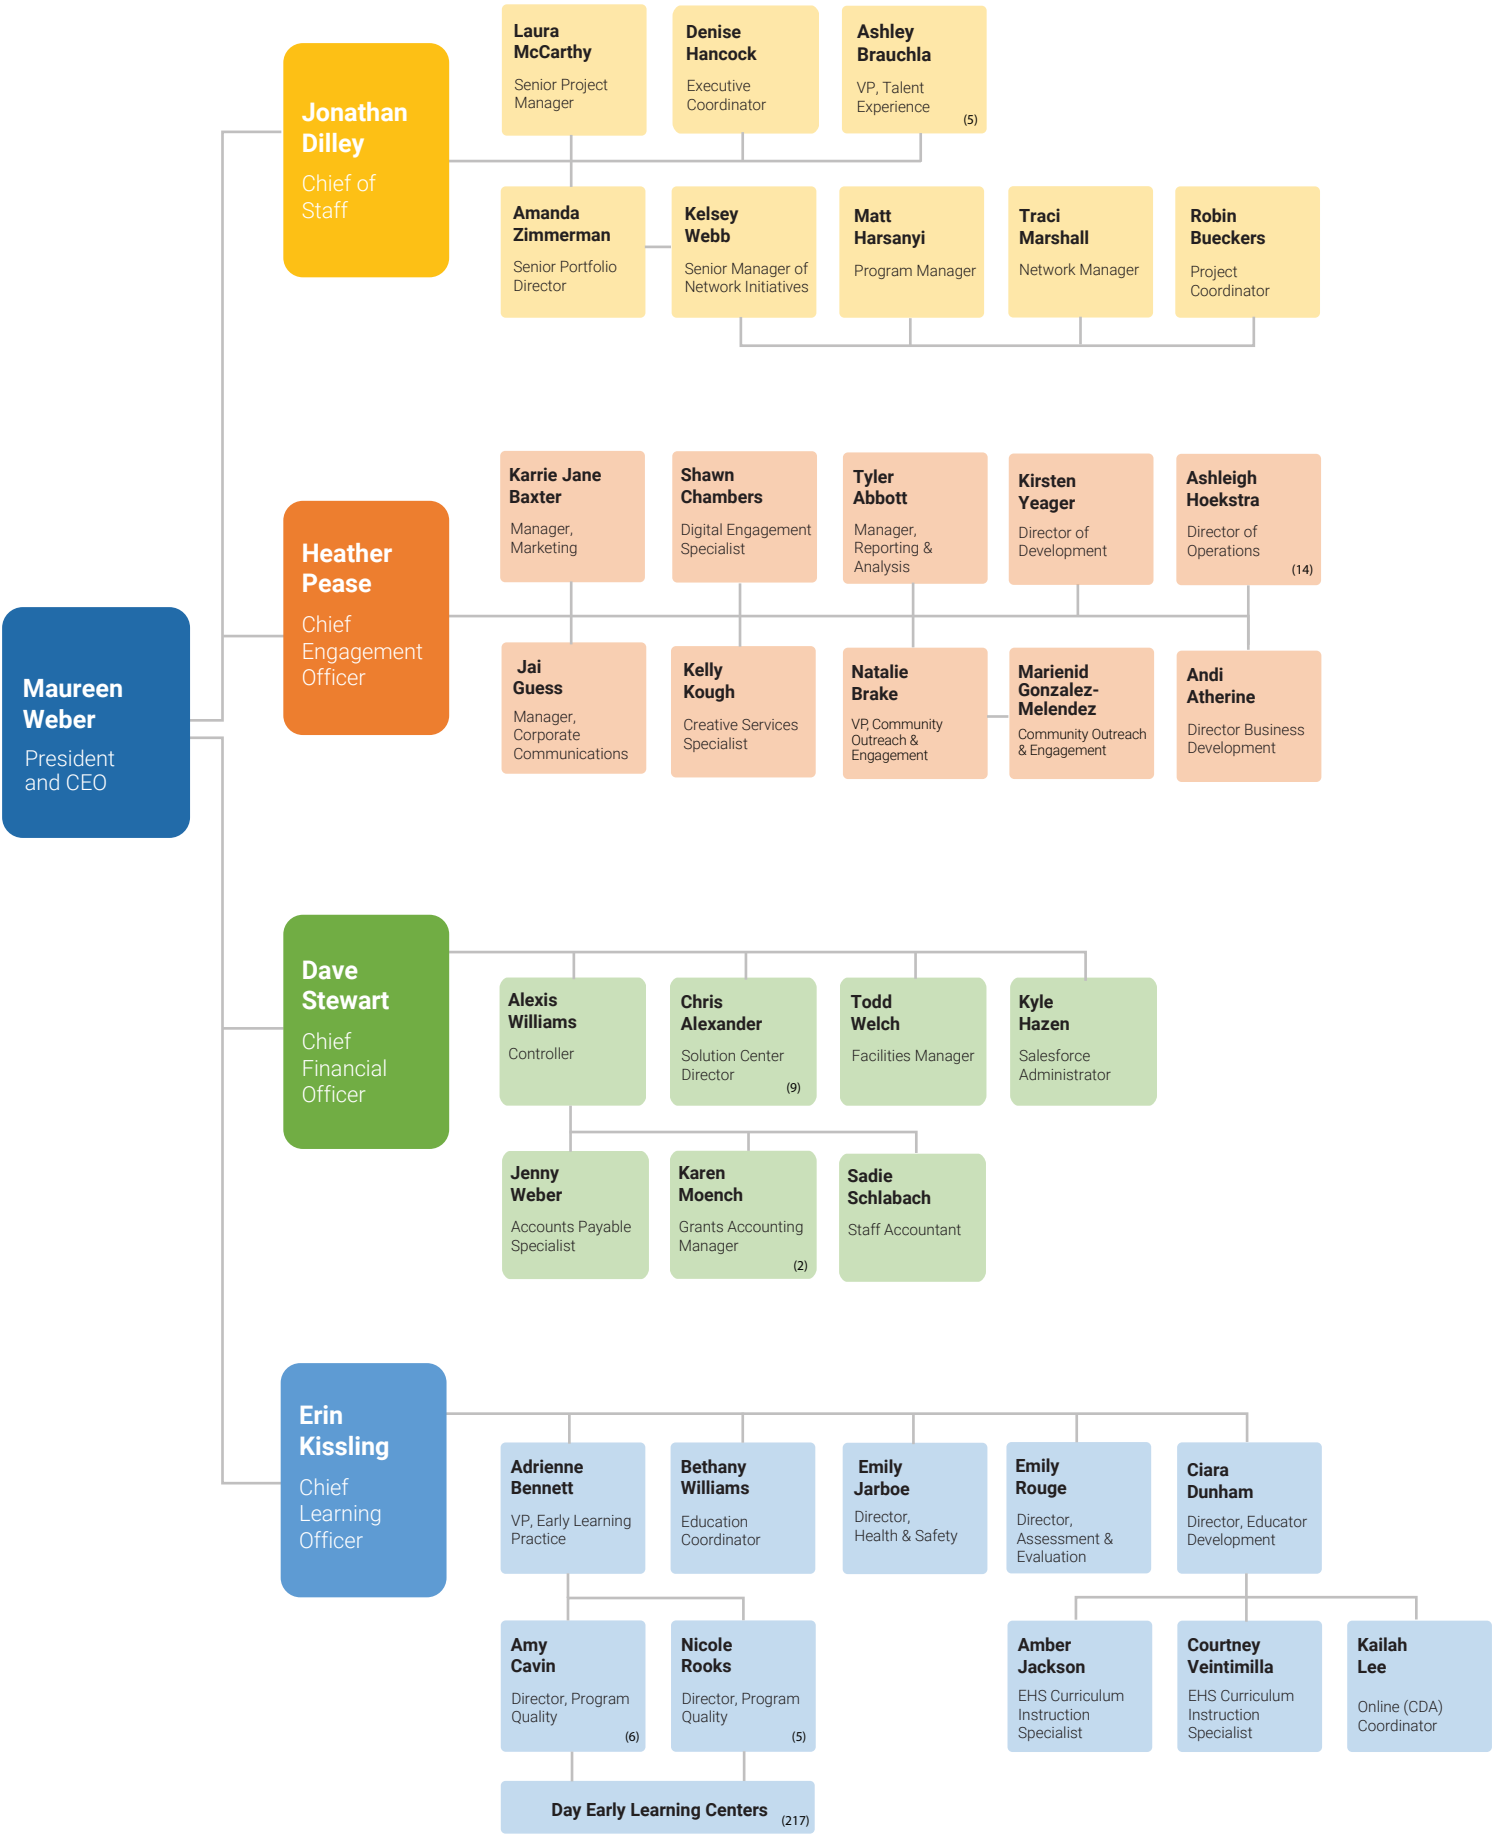 Maureen
Weber
President
and CEO
Jonathan
Dilley
Chief of
Staff
Laura
McCarthy
Senior Project
Manager
Denise
Hancock
Executive
Coordinator
Ashley
Brauchla
VP, Talent
Experience
(5)
Amanda
Zimmerman
Senior Portfolio
Director
Kelsey
Webb
Senior Manager of
Network Initiatives
Matt
Harsanyi
Program Manager
Traci
Marshall
Network Manager
Robin
Bueckers
Project
Coordinator
Heather
Pease
Chief
Engagement
Officer
Karrie Jane
Baxter
Manager,
Marketing
Shawn
Chambers
Digital Engagement
Specialist
Tyler
Abbott
Manager,
Reporting &
Analysis
Kirsten
Yeager
Director of
Development
Ashleigh
Hoekstra
Director of
Operations
(14)
Jai
Guess
Manager,
Corporate
Communications
Kelly
Kough
Creative Services
Specialist
Natalie
Brake
VP, Community
Outreach &
Engagement
Marienid
Gonzalez-
Melendez
Community Outreach
& Engagement
Andi
Atherine
Director Business
Development
Dave
Stewart
Chief
Financial
Officer
Alexis
Williams
Controller
Chris
Alexander
Solution Center
Director
(9)
Todd
Welch
Facilities Manager
Kyle
Hazen
Salesforce
Administrator
Jenny
Weber
Accounts Payable
Specialist
Karen
Moench
Grants Accounting
Manager
(2)
Sadie
Schlabach
Staff Accountant
Erin
Kissling
Chief
Learning
Officer
Adrienne
Bennett
VP, Early Learning
Practice
Bethany
Williams
Education
Coordinator
Emily
Jarboe
Director,
Health & Safety
Emily
Rouge
Director,
Assessment &
Evaluation
Ciara
Dunham
Director, Educator
Development
Amy
Cavin
Director, Program
Quality
(6)
Nicole
Rooks
Director, Program
Quality
(5)
Amber
Jackson
EHS Curriculum
Instruction
Specialist
Courtney
Veintimilla
EHS Curriculum
Instruction
Specialist
Kailah
Lee
Online (CDA)
Coordinator
Day Early Learning Centers (217)